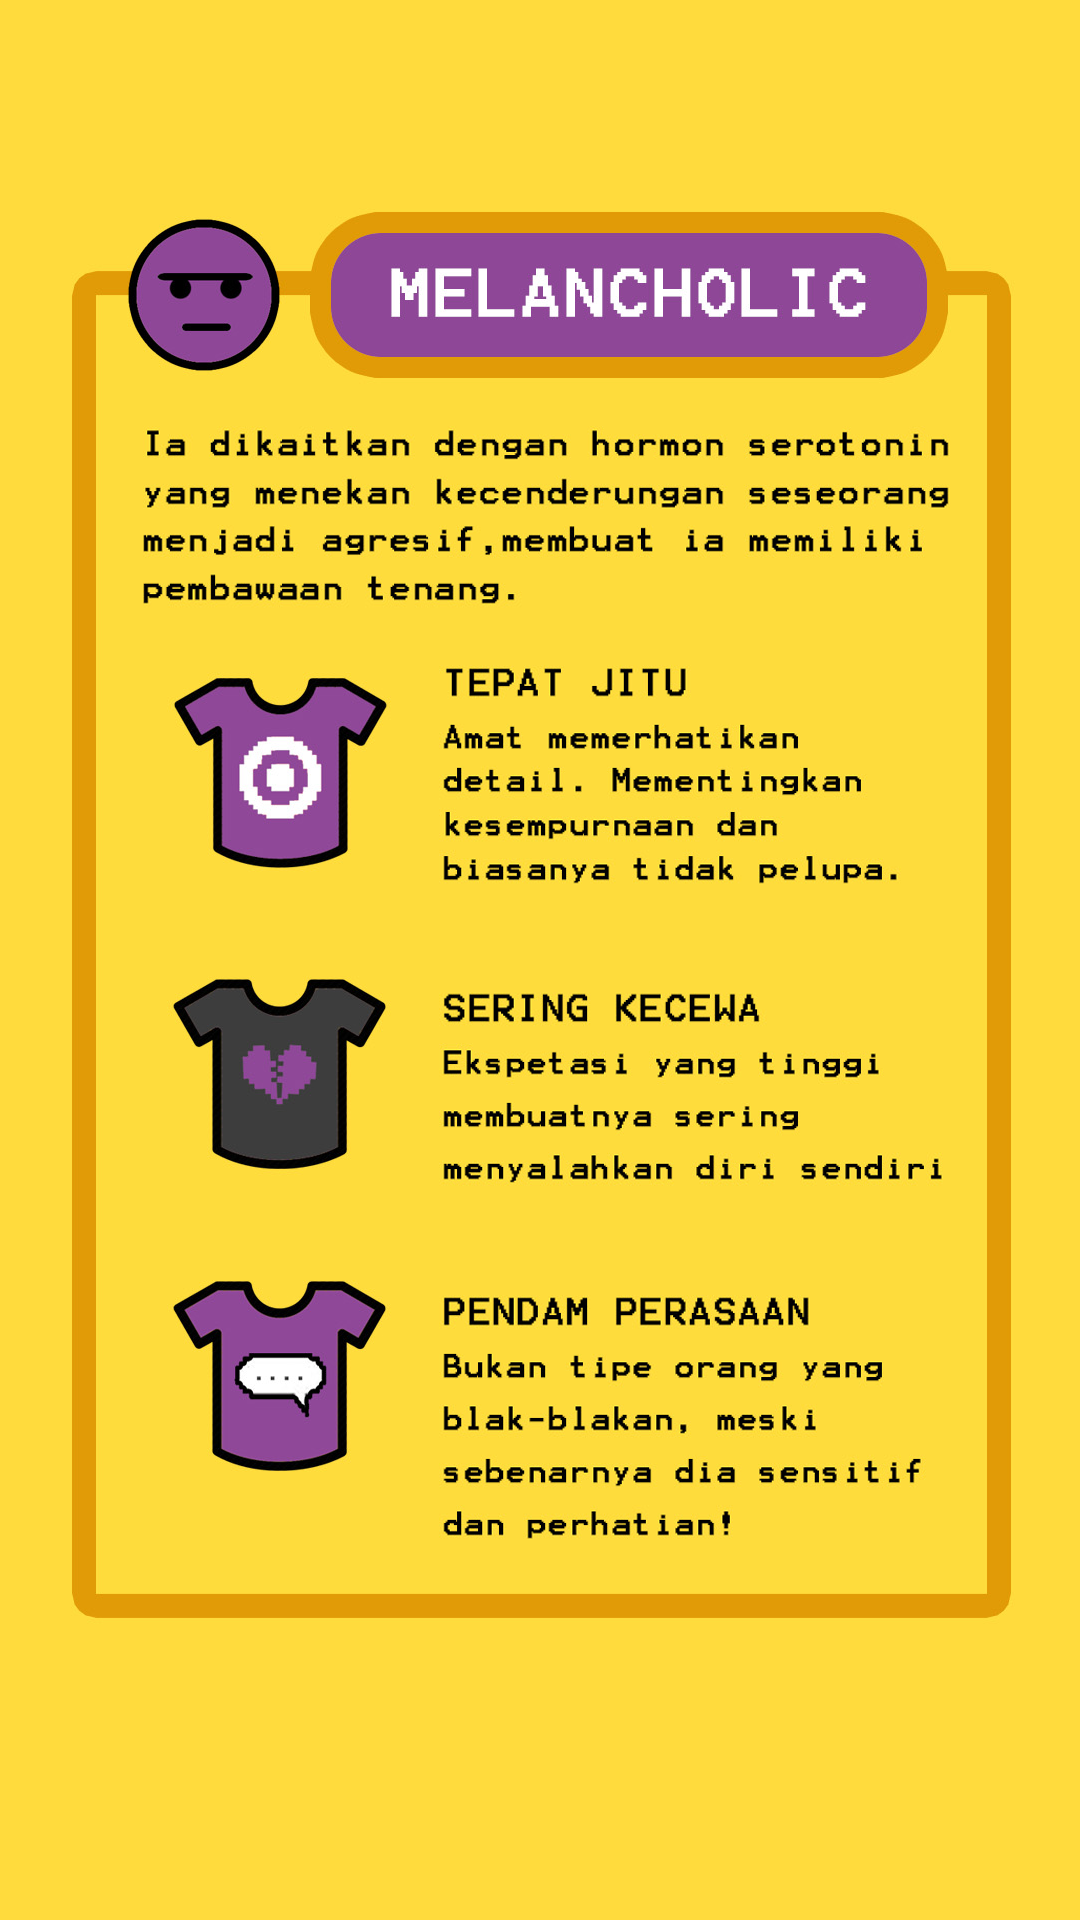 MELANCHOLIC
Ia dikaitkan dengan hormon serotonin
yang menekan kecenderungan seseorang
menjadi agresif,membuat ia memiliki
pembawaan tenang.
TEPAT JITU
Amat memerhatikan
detail. Mementingkan
kesempurnaan dan
biasanya tidak pelupa.
SERING KECEWA
Ekspetasi yang tinggi
membuatnya sering
menyalahkan diri sendiri
PENDAM PERASAAN
....
Bukan tipe orang yang
blak-blakan, meski
sebenarnya dia sensitif
dan perhatian!